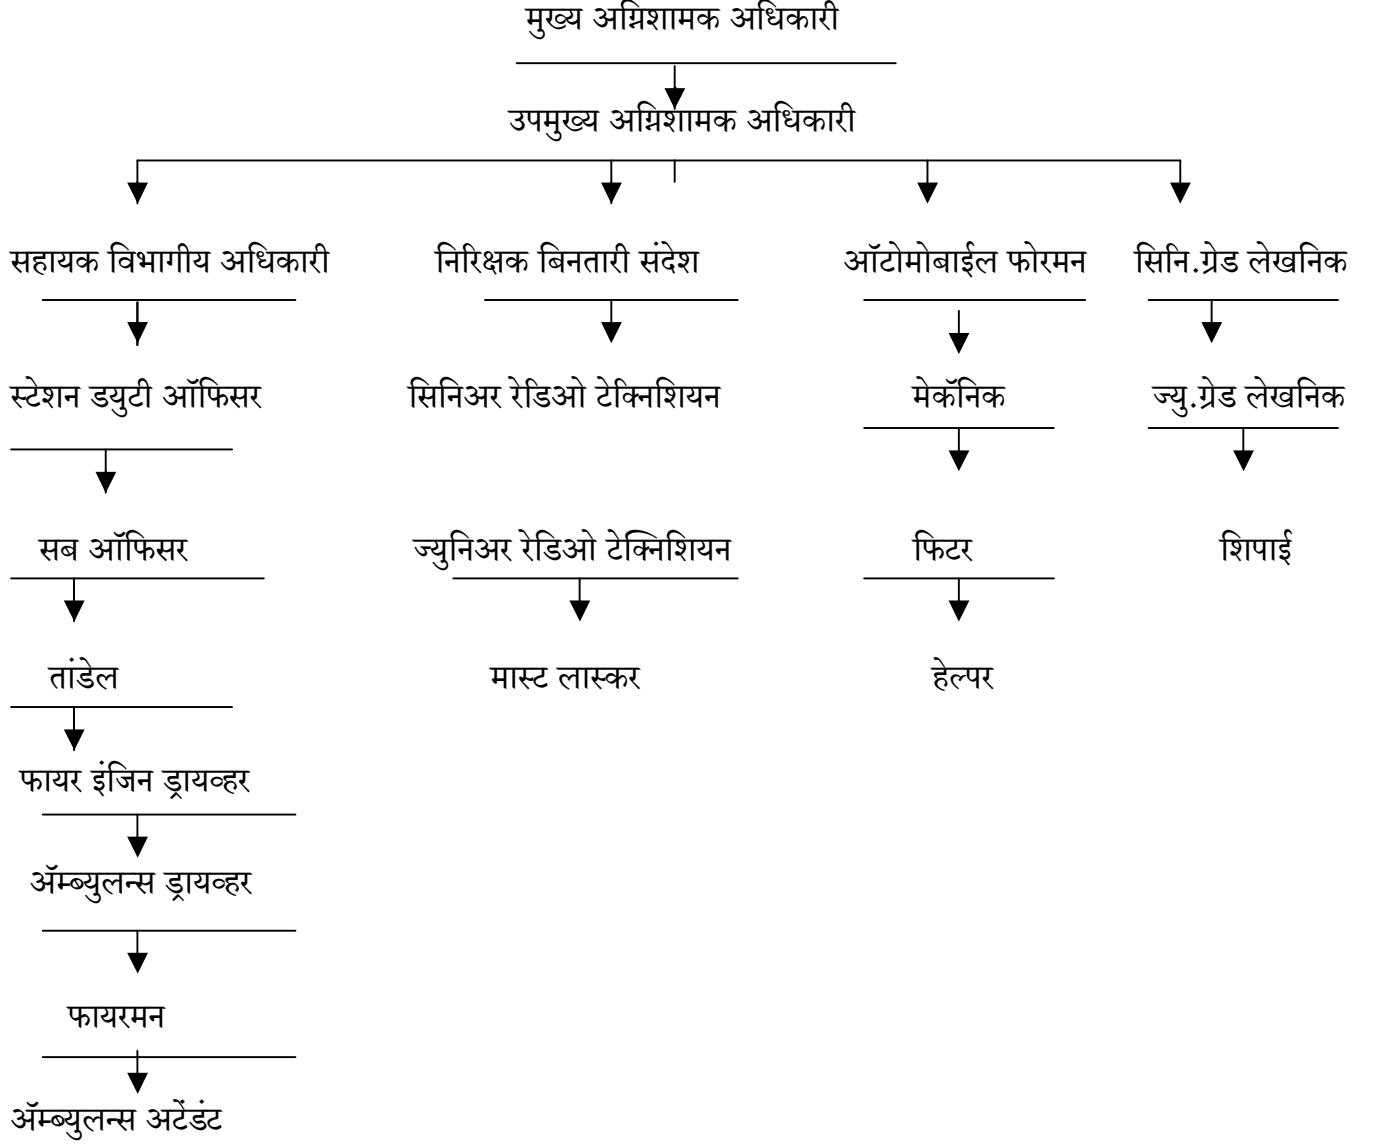 मुख्य अग्निशामक अधिकारी
उपमुख्य अग्निशामक अधिकारी
सहायक विभागीय अधिकारी निरिक्षक बिनतारी संदेश ऑटोमोबाईल फोरमन सिनि.ग्रेड लेखनिक
स्टेशन डयुटी ऑफिसर सिनिअर रेडिओ टेक्निशियन मेकॅनिक ज्यु.ग्रेड लेखनिक
सब ऑफिसर ज्युनिअर रेडिओ टेक्निशियन फिटर शिपाई
तांडेल मास्ट लास्कर हेल्पर
फायर इंजिन ड्रायव्हर
ॲम्ब्युलन्स ड्रायव्हर
फायरमन
ॲम्ब्युलन्स अटेंडंट